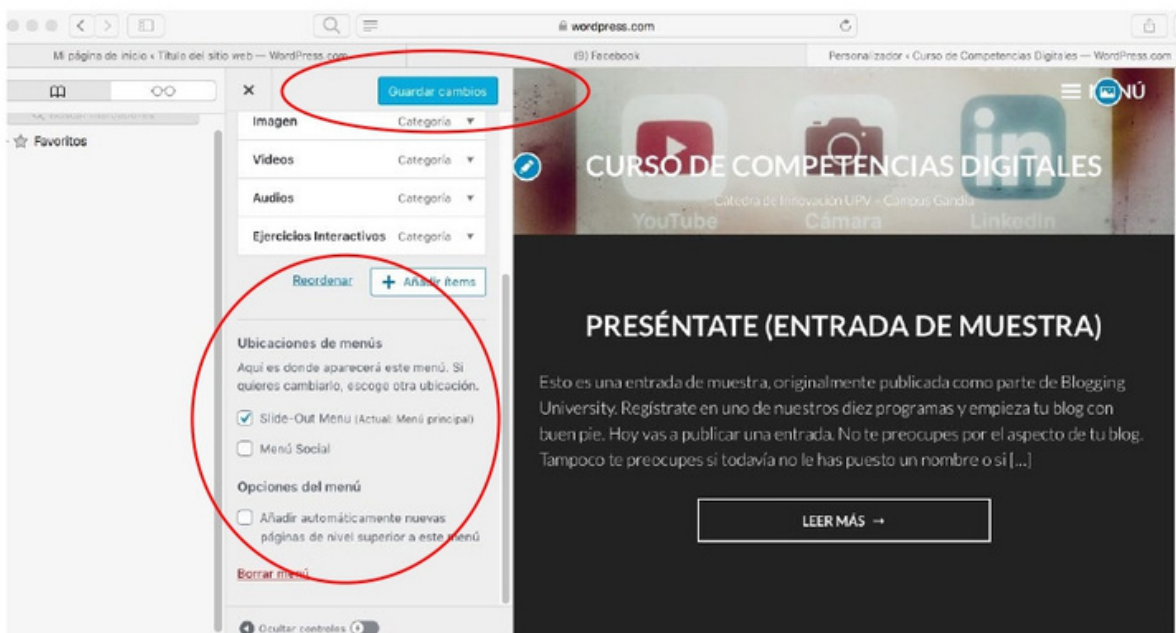 wordpress.com
Mi página de inicio ‹ Título del sitio web — WordPress.com
(9) Facebook
Personalizador ‹ Curso de Competencias Digitales — WordPress.com
Favoritos
Guardar cambios
Imagen Categoría
Videos Categoría
Audios Categoría
Ejercicios Interactivos Categoría
Reordenar
+ Añadir ítems
Ubicaciones de menús
Aquí es donde aparecerá este menú. Si
quieres cambiarlo, escoge otra ubicación.
Slide-Out Menu (Actual: Menú principal)
Menú Social
Opciones del menú
Añadir automáticamente nuevas
páginas de nivel superior a este menú
Borrar menú
Ocultar controles
MENÚ
CURSO DE COMPETENCIAS DIGITALES
Cátedra de Innovación UPV – Campus Gandia
YouTube
Cámara
LinkedIn
in
PRESÉNTATE (ENTRADA DE MUESTRA)
Esto es una entrada de muestra, originalmente publicada como parte de Blogging
University. Regístrate en uno de nuestros diez programas y empieza tu blog con
buen pie. Hoy vas a publicar una entrada. No te preocupes por el aspecto de tu blog.
Tampoco te preocupes si todavía no le has puesto un nombre o si [...]
LEER MÁS →